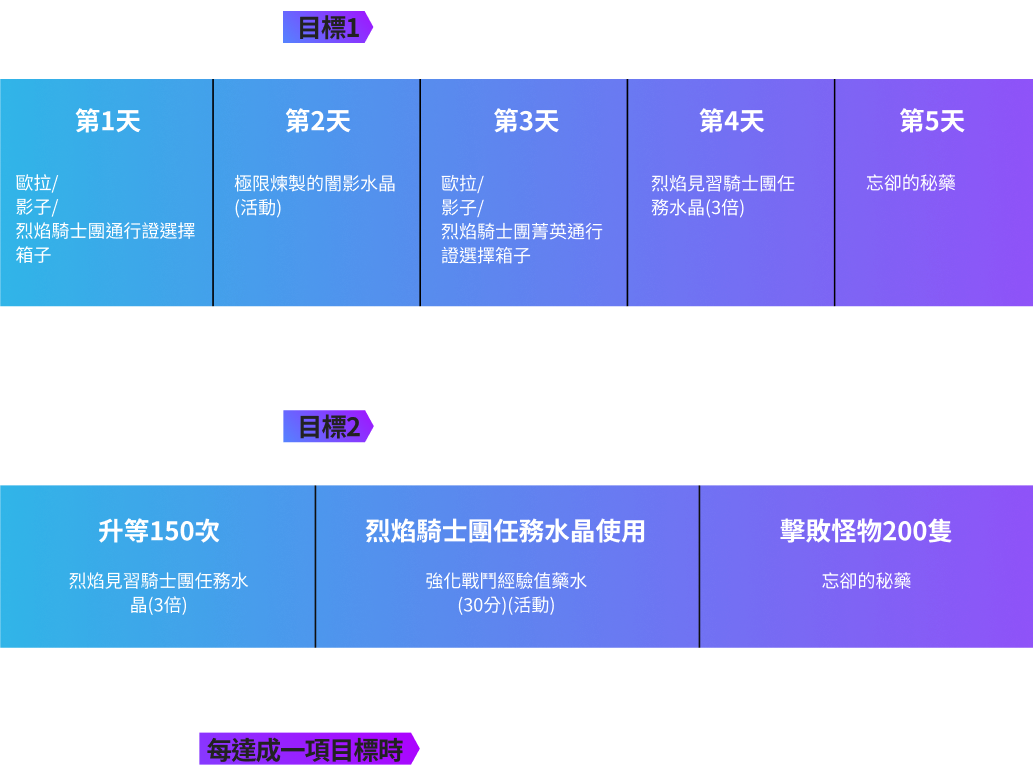 目標1
第1天
歐拉/
影子/
烈焰騎士團通行證選擇
箱子
第2天
極限煉製的闇影水晶
(活動)
第3天
歐拉/
影子/
烈焰騎士團菁英通行
證選擇箱子
第4天
烈焰見習騎士團任
務水晶(3倍)
第5天
忘卻的秘藥
目標2
升等150次
烈焰見習騎士團任務水
晶(3倍)
烈焰騎士團任務水晶使用
強化戰鬥經驗值藥水
(30分)(活動)
擊敗怪物200隻
忘卻的秘藥
每達成一項目標時